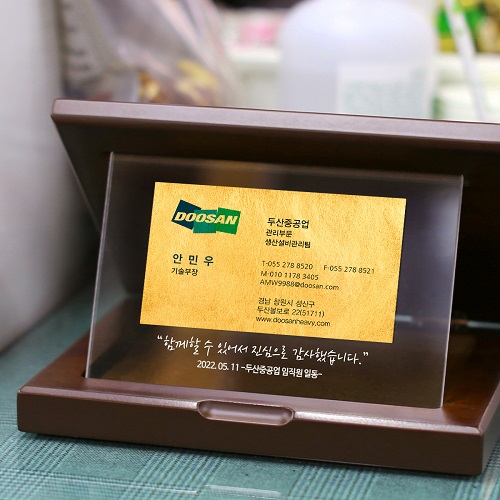 DOOSAN
두산중공업
관리부문
생산설비관리팀
안 민 우
기술부장
T-055 278 8520 F-055 278 8521
M-010 1178 3405
AMW9988@doosan.com
경남 창원시 성산구
두산볼보로 22(51711)
www.doosanheavy.com
“함께할 수 있어서 진심으로 감사했습니다.”
2022. 05. 11 -두산중공업 임직원 일동-